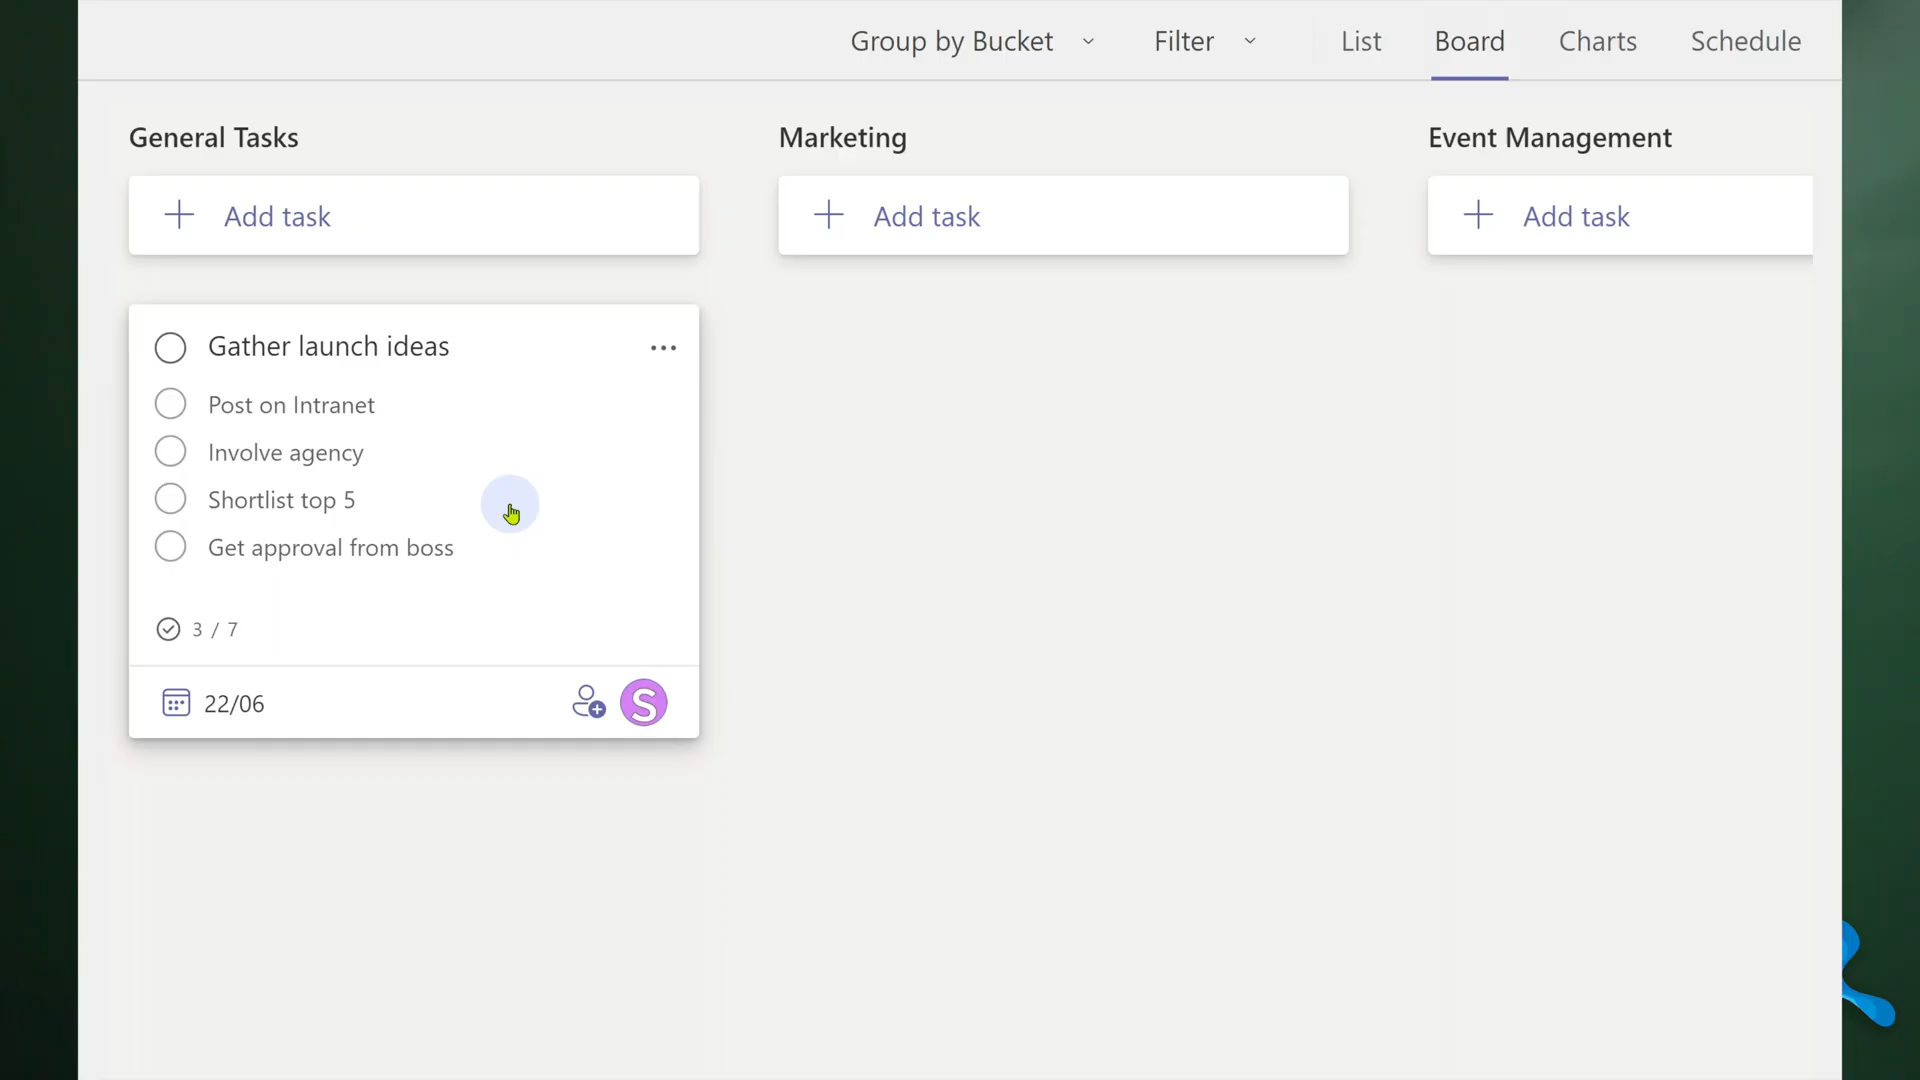 Group by Bucket Filter List Board Charts Schedule
General Tasks Marketing Event Management
Add task Add task Add task
Gather launch ideas
Post on Intranet
Involve agency
Shortlist top 5
Get approval from boss
3 / 7
22/06 S